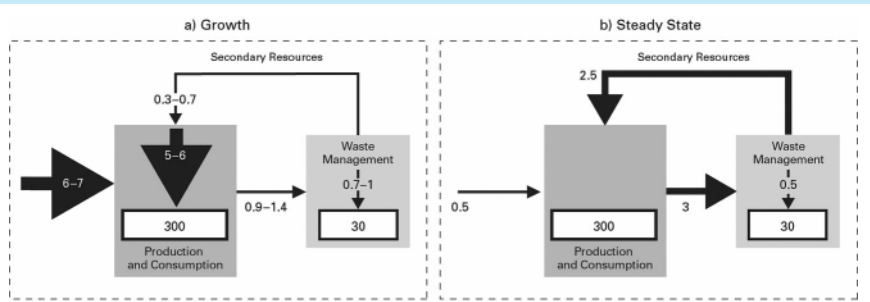 a) Growth
Secondary Resources
0.3–0.7
5–6
6–7
0.9–1.4
Waste
Management
0.7–1
300
30
Production
and Consumption
b) Steady State
Secondary Resources
2.5
0.5
3
Waste
Management
0.5
300
30
Production
and Consumption